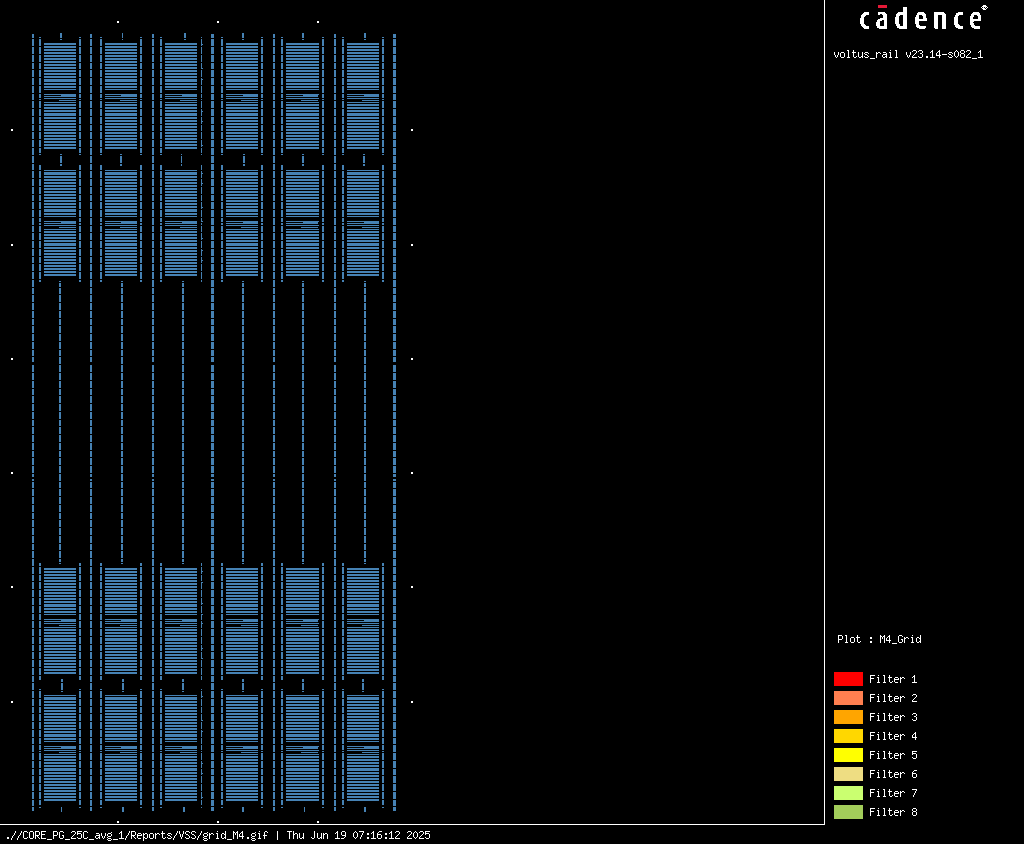 cādence®
voltus_rail v23.14-s082_1
Plot : M4_Grid
Filter 1
Filter 2
Filter 3
Filter 4
Filter 5
Filter 6
Filter 7
Filter 8
.//CORE_PG_25C_avg_1/Reports/VSS/grid_M4.gif | Thu Jun 19 07:16:12 2025